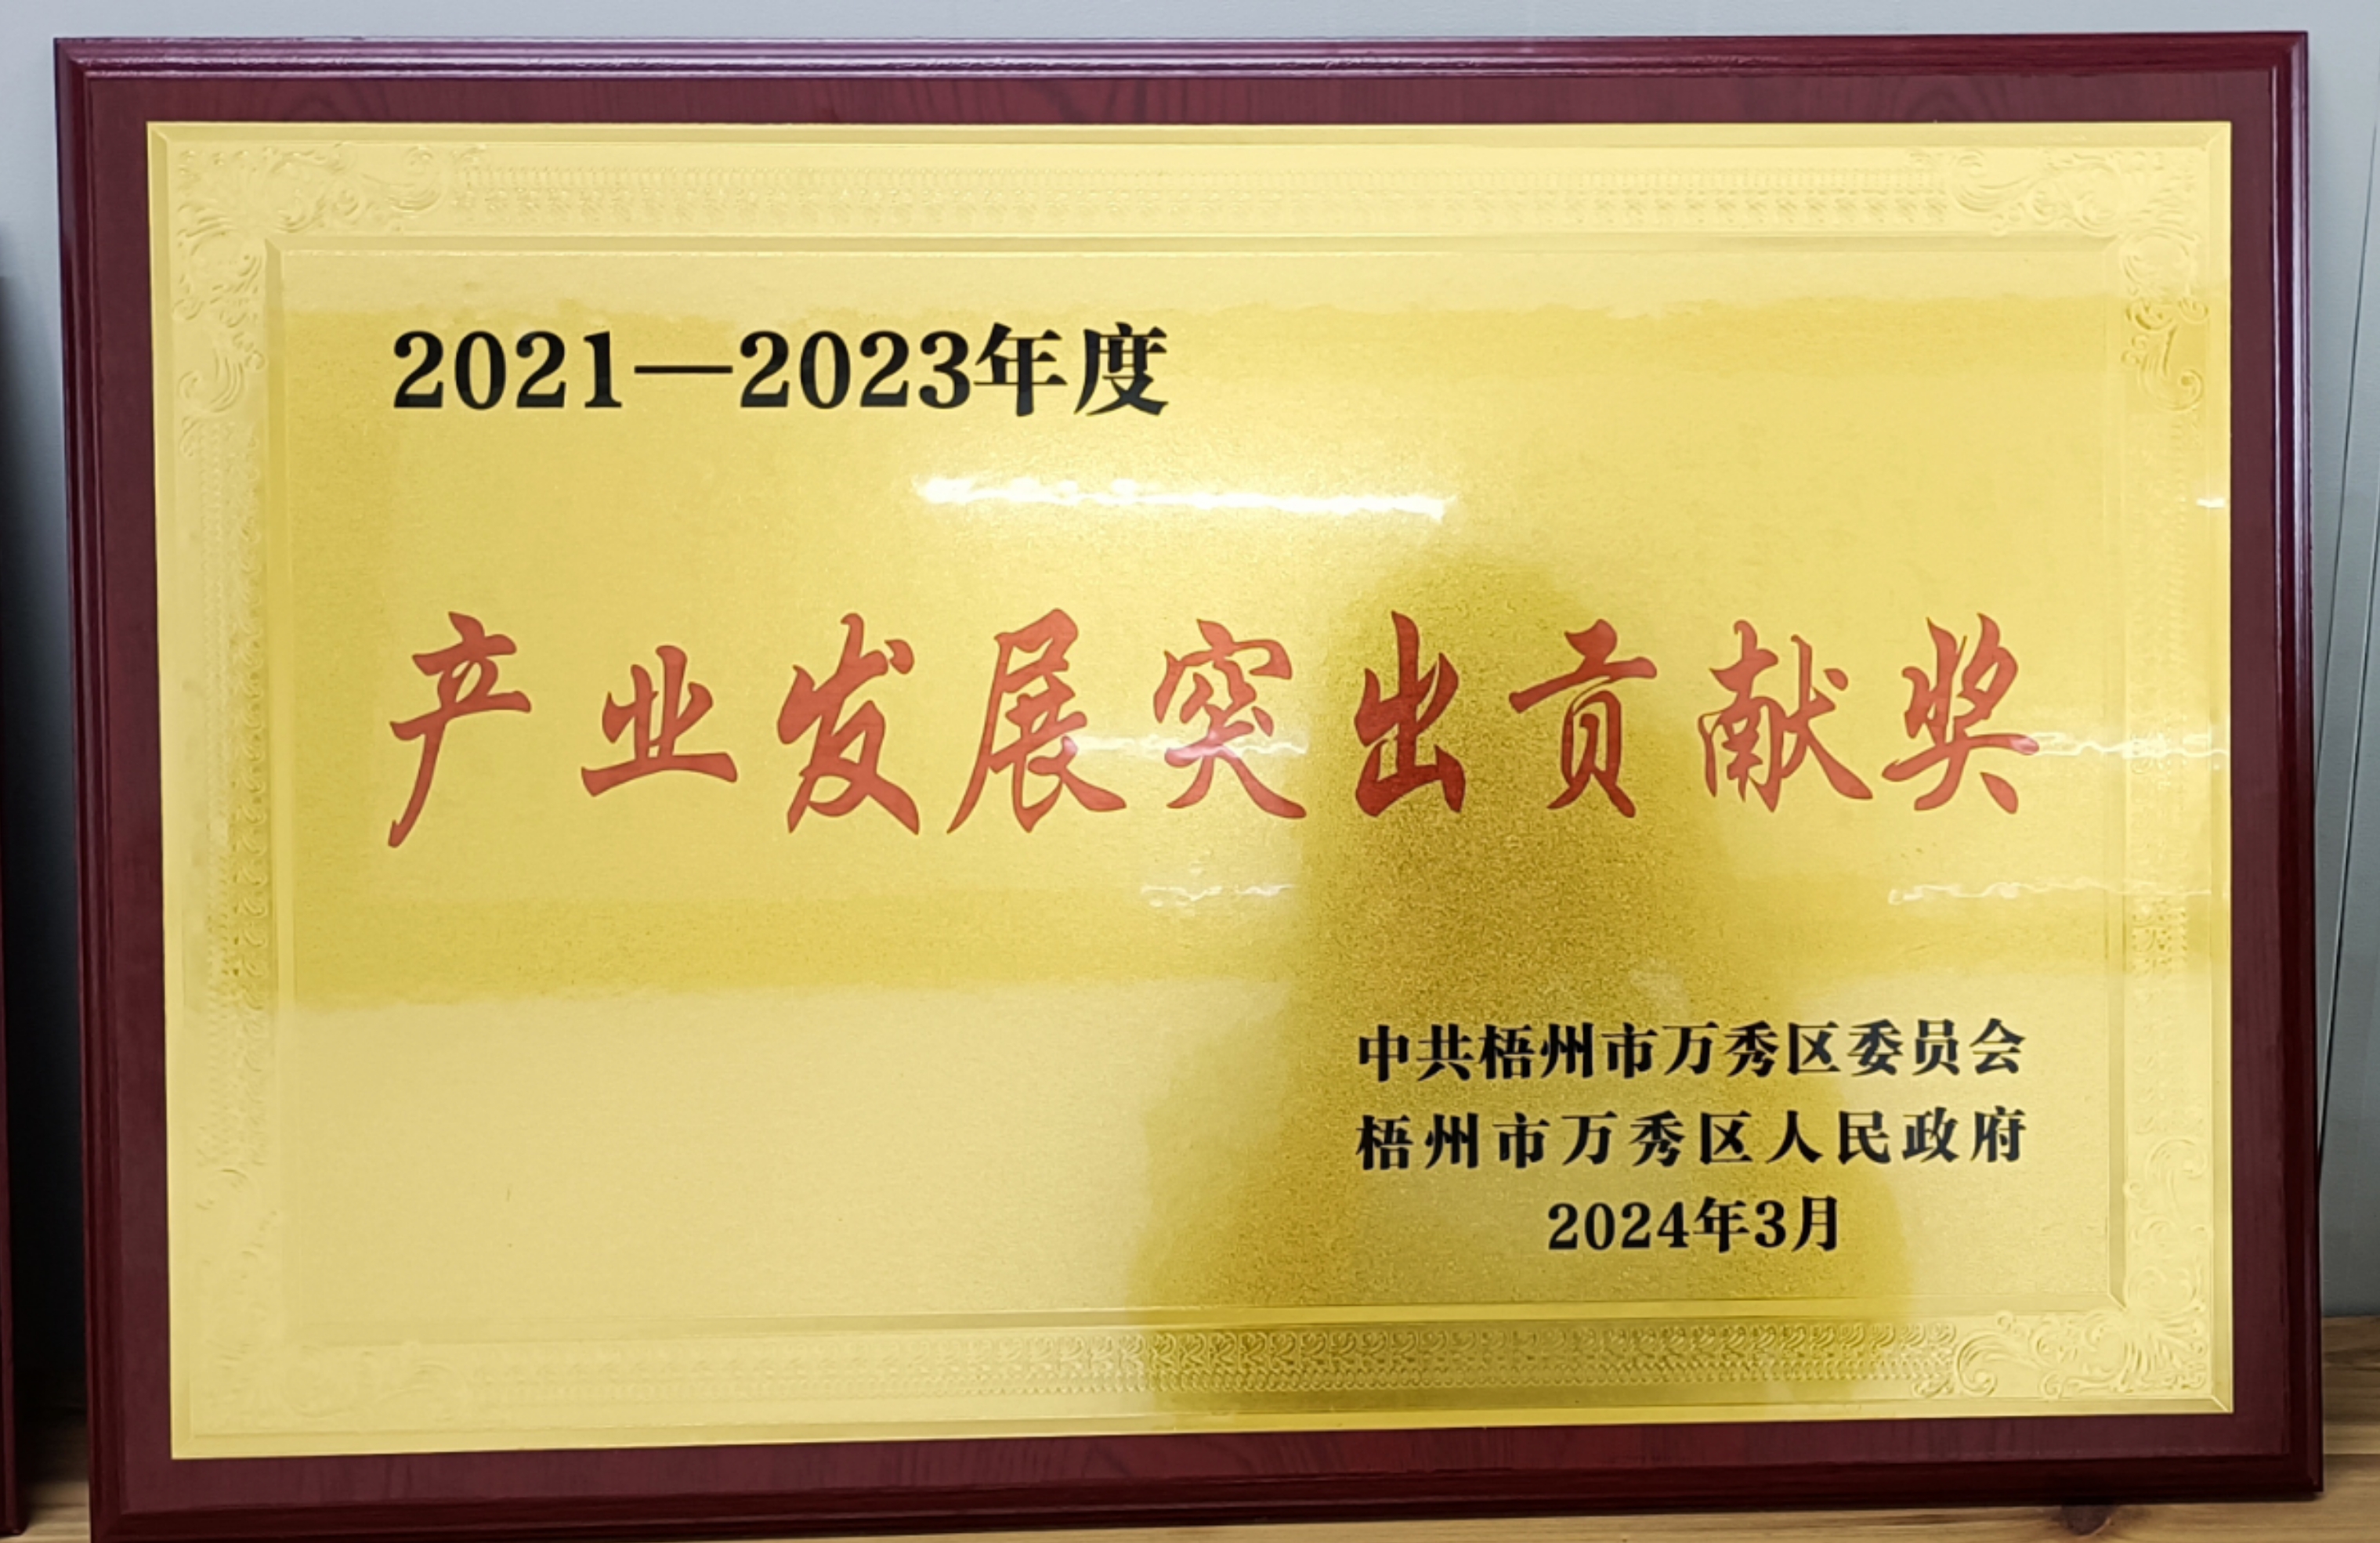 2021—2023年度
产业发展突出贡献奖
中共梧州市万秀区委员会
梧州市万秀区人民政府
2024年3月